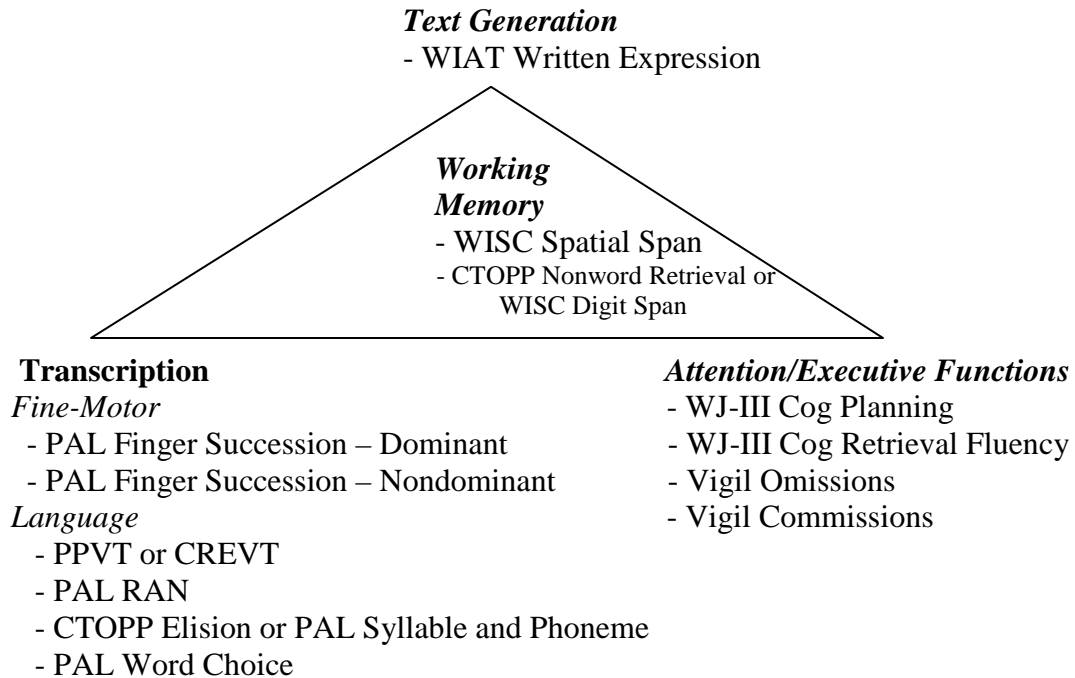 Text Generation
- WIAT Written Expression
Working
Memory
- WISC Spatial Span
- CTOPP Nonword Retrieval or
WISC Digit Span
Transcription
Fine-Motor
- PAL Finger Succession – Dominant
- PAL Finger Succession – Nondominant
Language
- PPVT or CREVT
- PAL RAN
- CTOPP Elision or PAL Syllable and Phoneme
- PAL Word Choice
Attention/Executive Functions
- WJ-III Cog Planning
- WJ-III Cog Retrieval Fluency
- Vigil Omissions
- Vigil Commissions